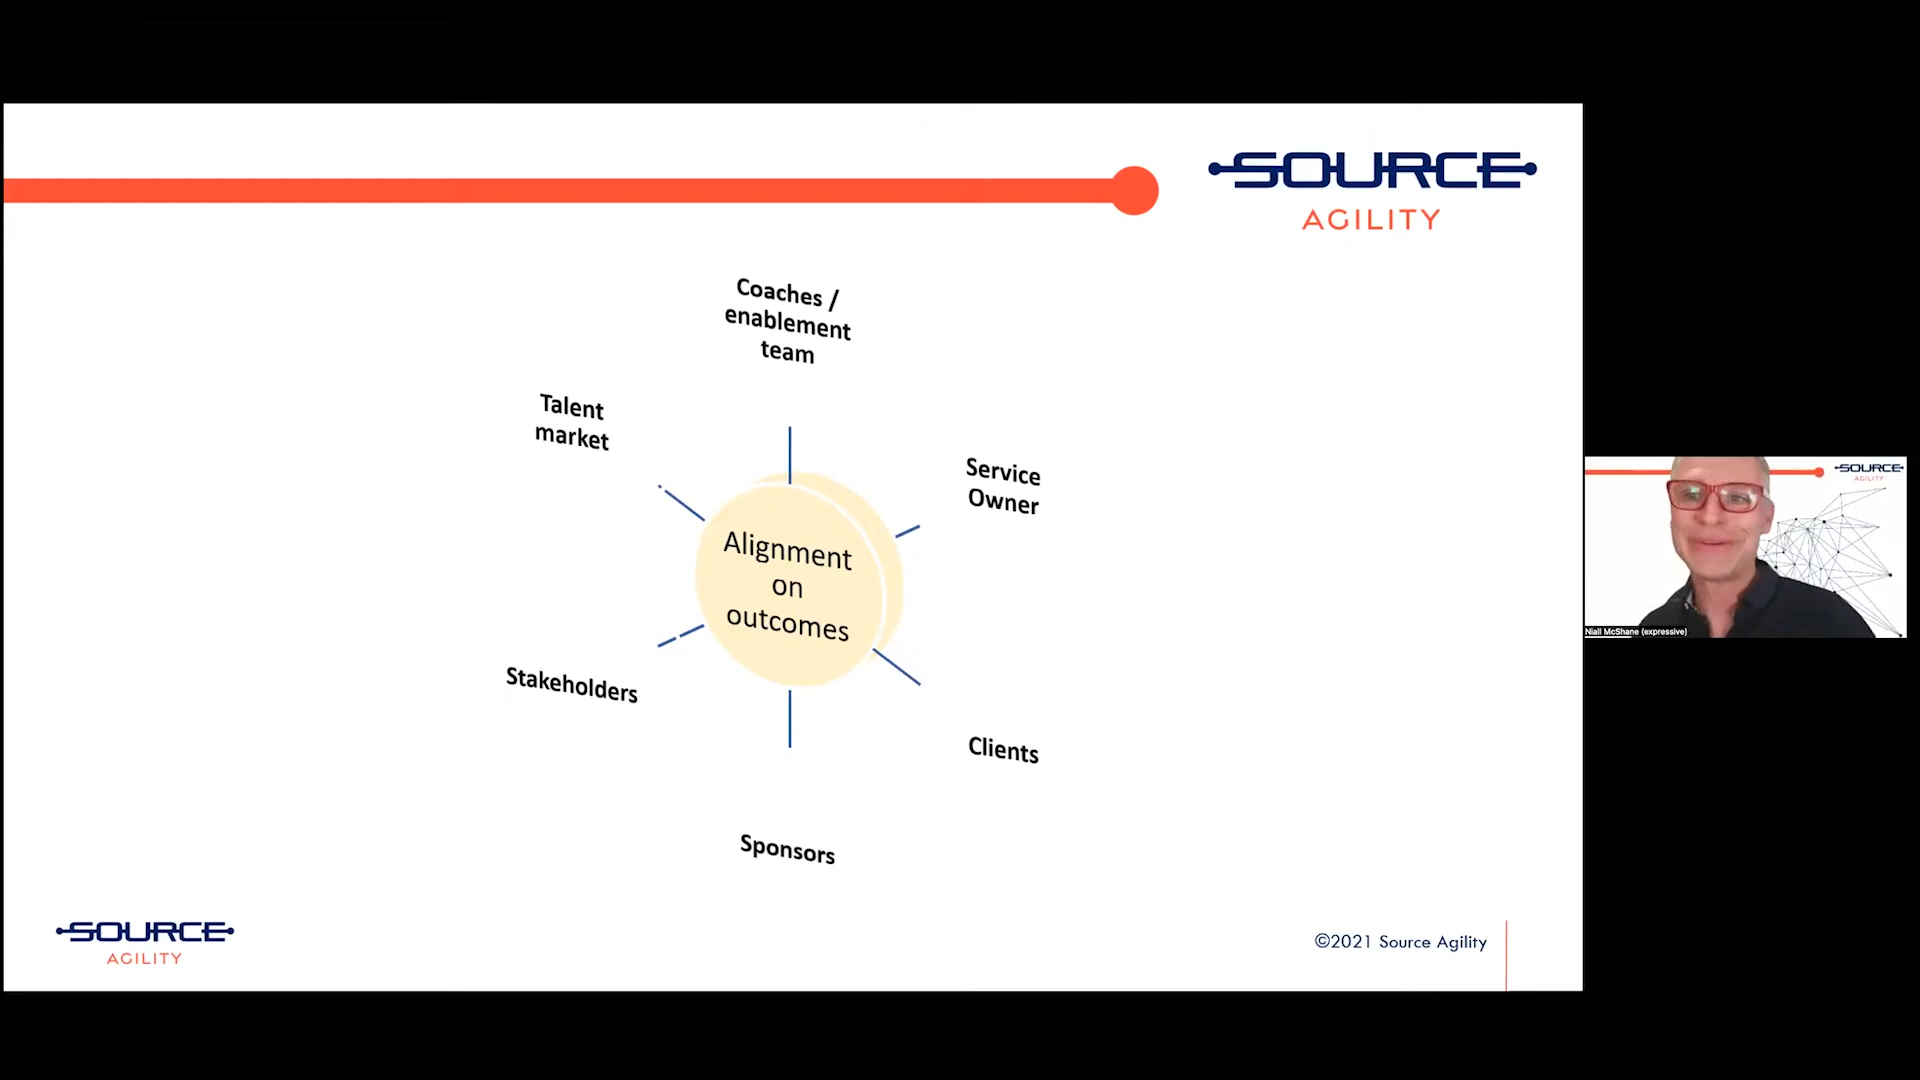 SOURCE
AGILITY
Coaches /
enablement
team
Talent
market
Service
Owner
Alignment
on
outcomes
Stakeholders
Clients
Sponsors
SOURCE
AGILITY
©2021 Source Agility
SOURCE
AGILITY
Niall McShane (expressive)